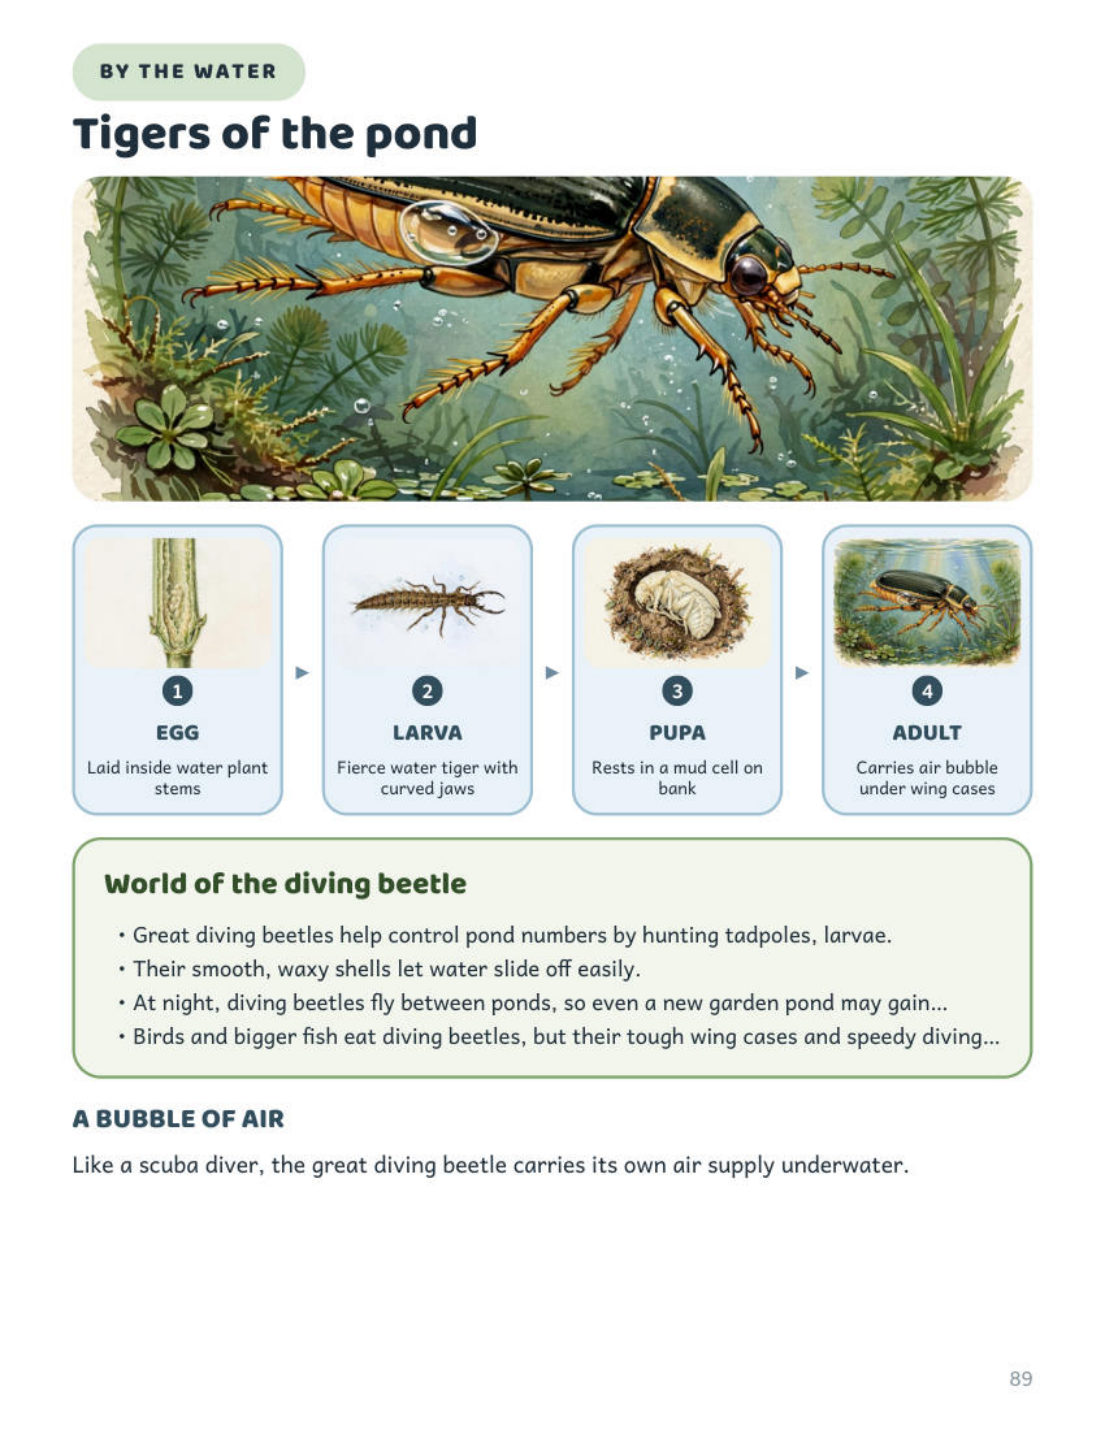 BY THE WATER
Tigers of the pond
1
EGG
Laid inside water plant
stems
2
LARVA
Fierce water tiger with
curved jaws
3
PUPA
Rests in a mud cell on
bank
4
ADULT
Carries air bubble
under wing cases
World of the diving beetle
• Great diving beetles help control pond numbers by hunting tadpoles, larvae.
• Their smooth, waxy shells let water slide off easily.
• At night, diving beetles fly between ponds, so even a new garden pond may gain...
• Birds and bigger fish eat diving beetles, but their tough wing cases and speedy diving...
A BUBBLE OF AIR
Like a scuba diver, the great diving beetle carries its own air supply underwater.
89